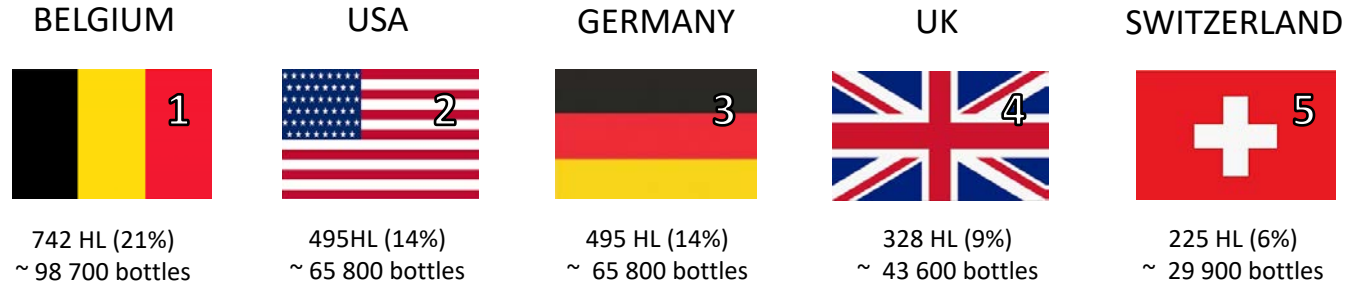 BELGIUM
USA
GERMANY
UK
SWITZERLAND
1
2
3
4
5
742 HL (21%)
~ 98 700 bottles
495HL (14%)
~ 65 800 bottles
495 HL (14%)
~ 65 800 bottles
328 HL (9%)
~ 43 600 bottles
225 HL (6%)
~ 29 900 bottles